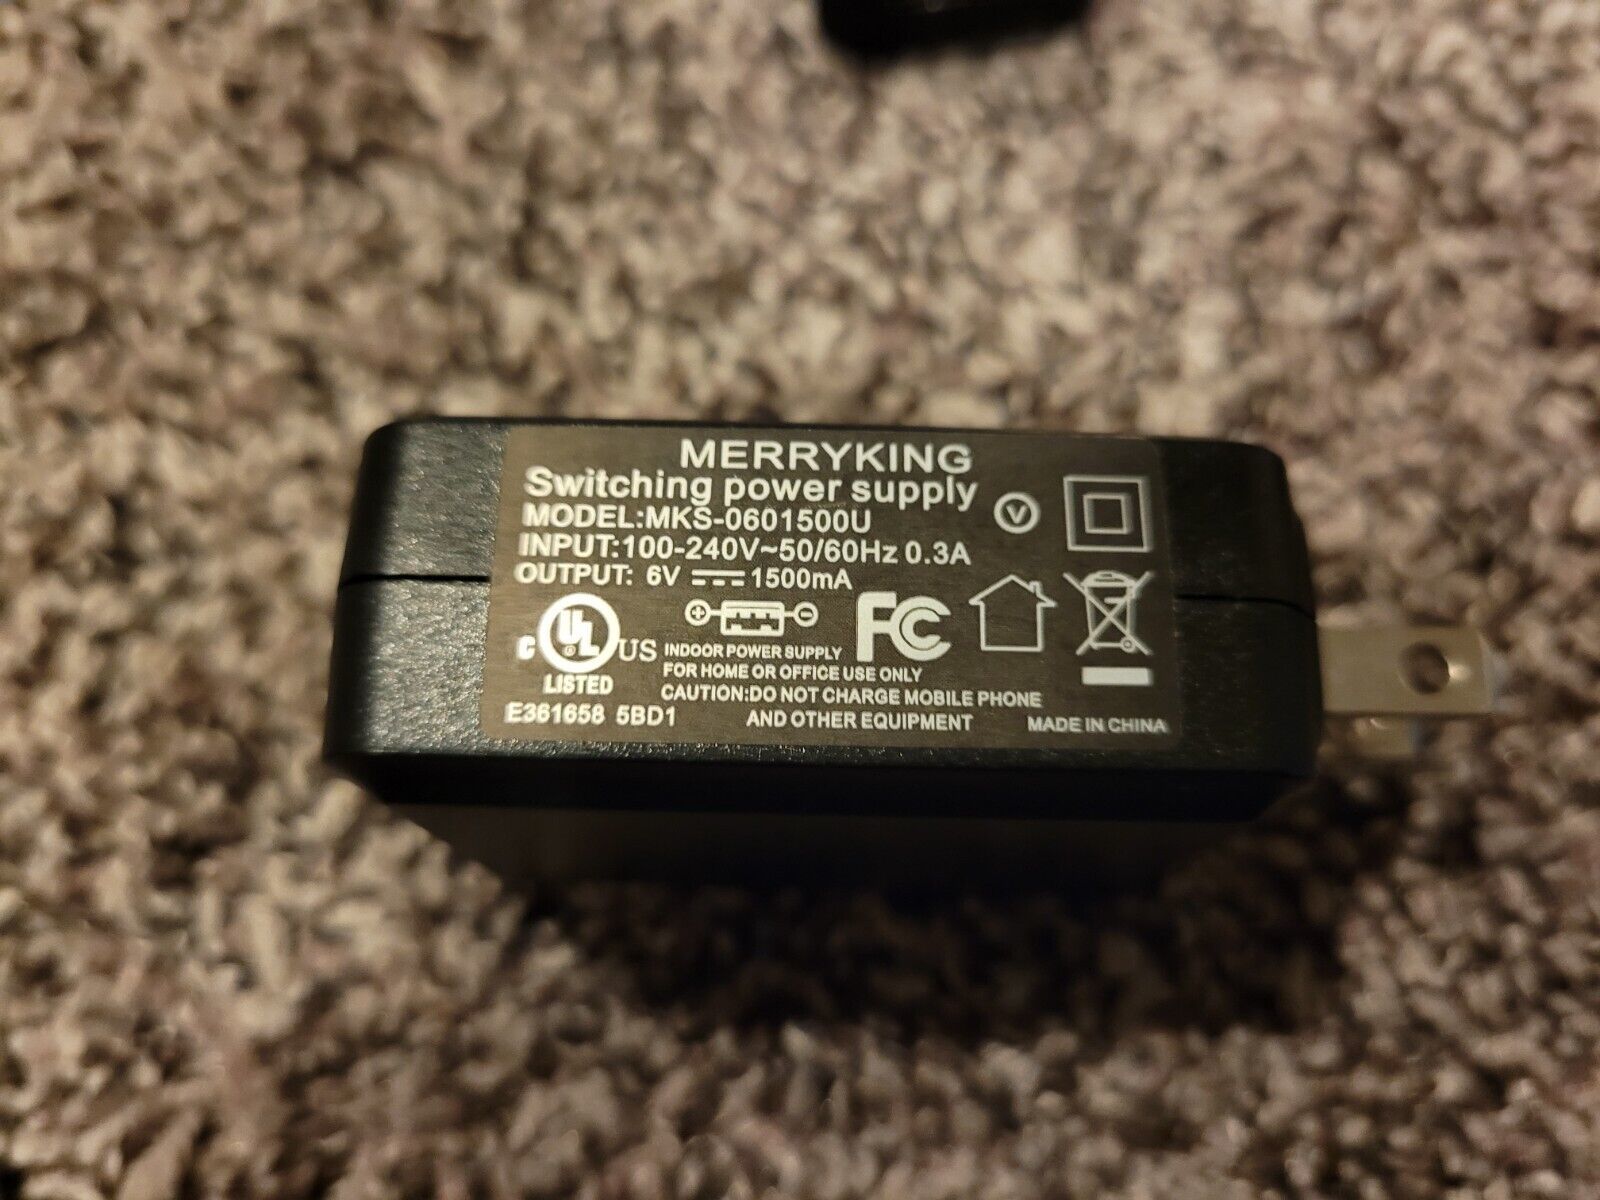 MERRYKING
Switching power supply
MODEL:MKS-0601500U
V
INPUT:100-240V~50/60Hz 0.3A
OUTPUT: 6V ⎓ 1500mA
C UL US
LISTED
FC
INDOOR POWER SUPPLY
FOR HOME OR OFFICE USE ONLY
CAUTION:DO NOT CHARGE MOBILE PHONE
AND OTHER EQUIPMENT
E361658 5BD1
MADE IN CHINA